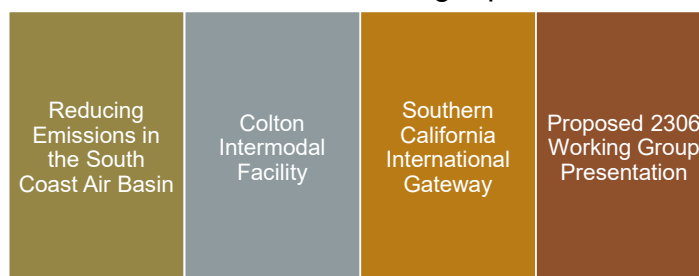 Reducing
Emissions in
the South
Coast Air Basin
Colton
Intermodal
Facility
Southern
California
International
Gateway
Proposed 2306
Working Group
Presentation